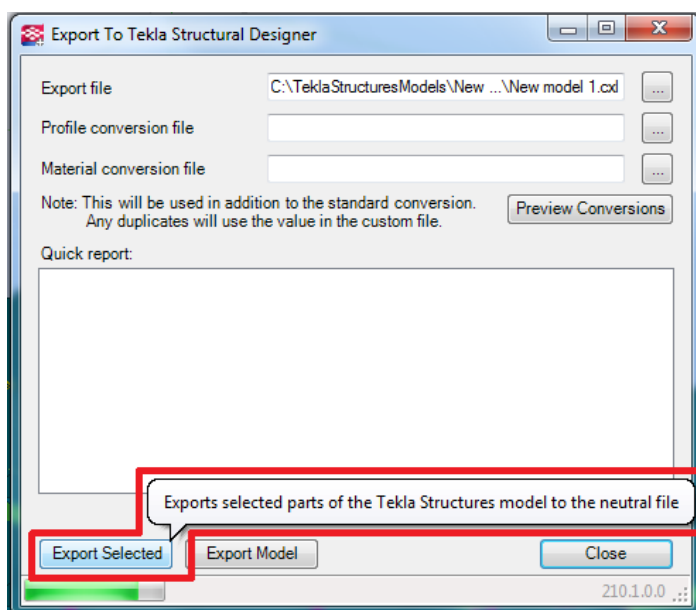 Export To Tekla Structural Designer
Export file
C:\TeklaStructuresModels\New ...\New model 1.cxl
...
Profile conversion file
...
Material conversion file
...
Note: This will be used in addition to the standard conversion.
Any duplicates will use the value in the custom file.
Preview Conversions
Quick report:
Exports selected parts of the Tekla Structures model to the neutral file
Export Selected
Export Model
Close
210.1.0.0